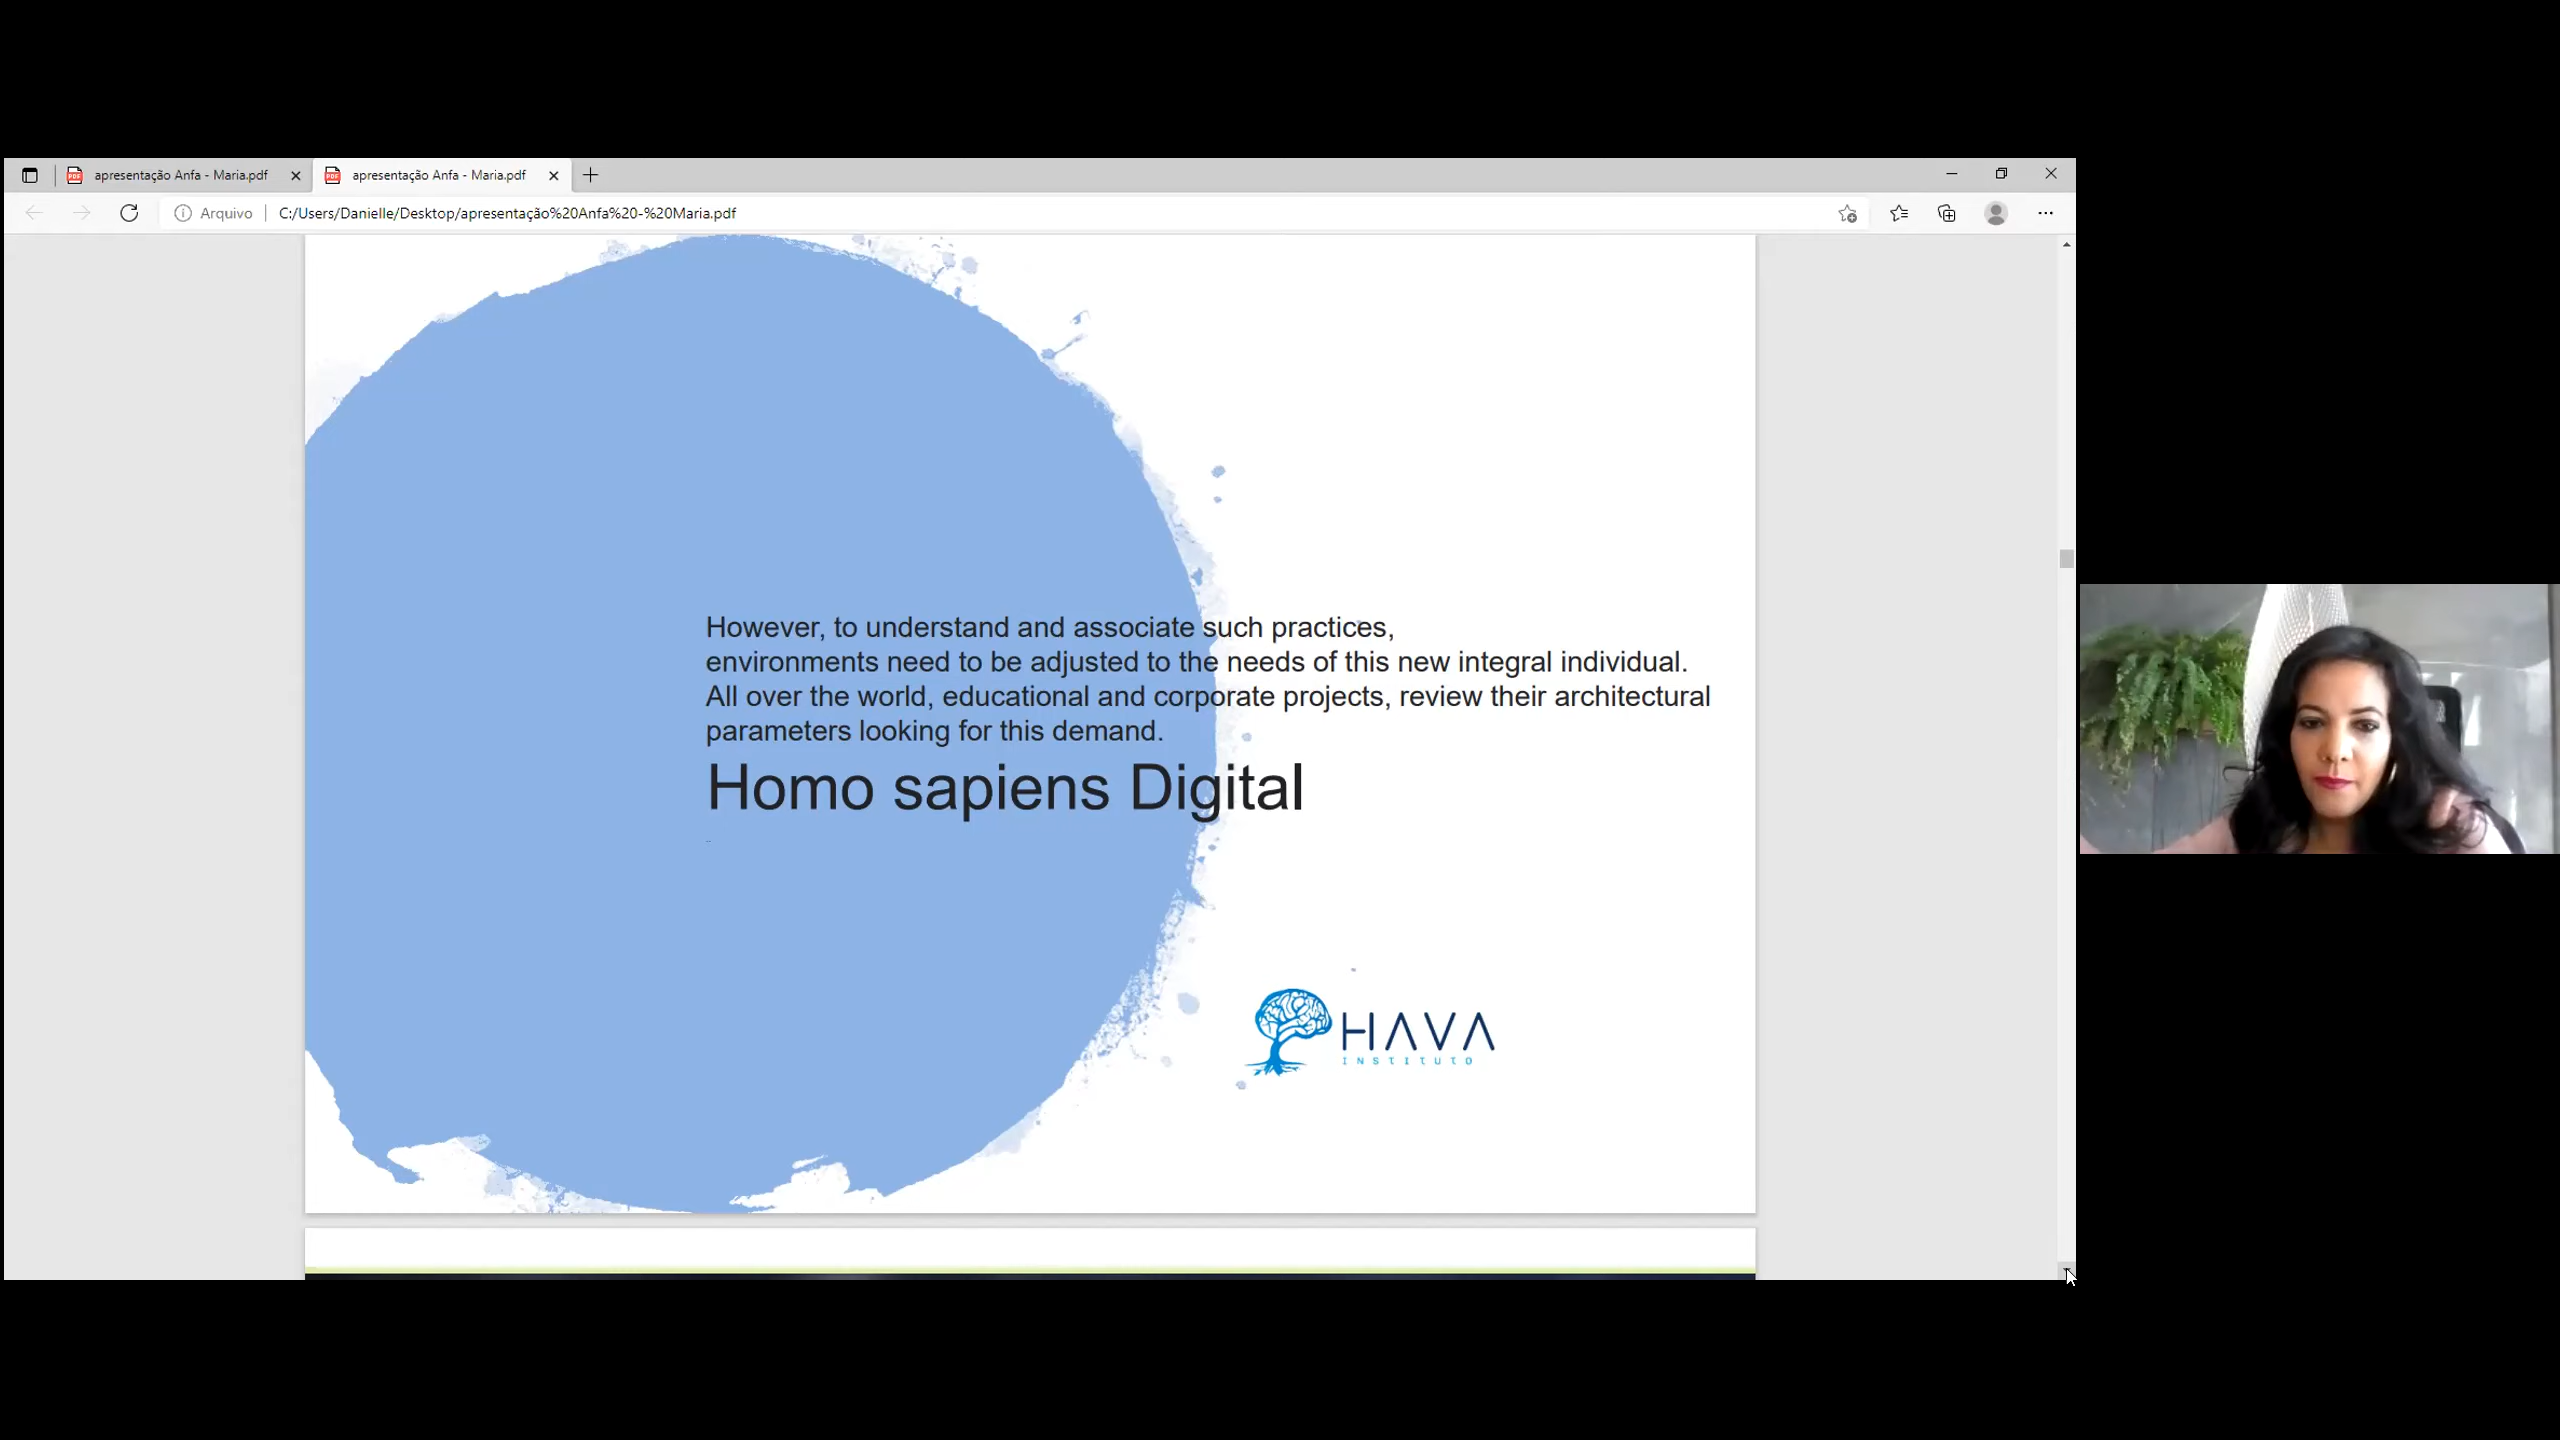 apresentação Anfa - Maria.pdf
apresentação Anfa - Maria.pdf
Arquivo
C:/Users/Danielle/Desktop/apresentação%20Anfa%20-%20Maria.pdf
However, to understand and associate such practices,
environments need to be adjusted to the needs of this new integral individual.
All over the world, educational and corporate projects, review their architectural
parameters looking for this demand.
Homo sapiens Digital
HAVA
INSTITUTO